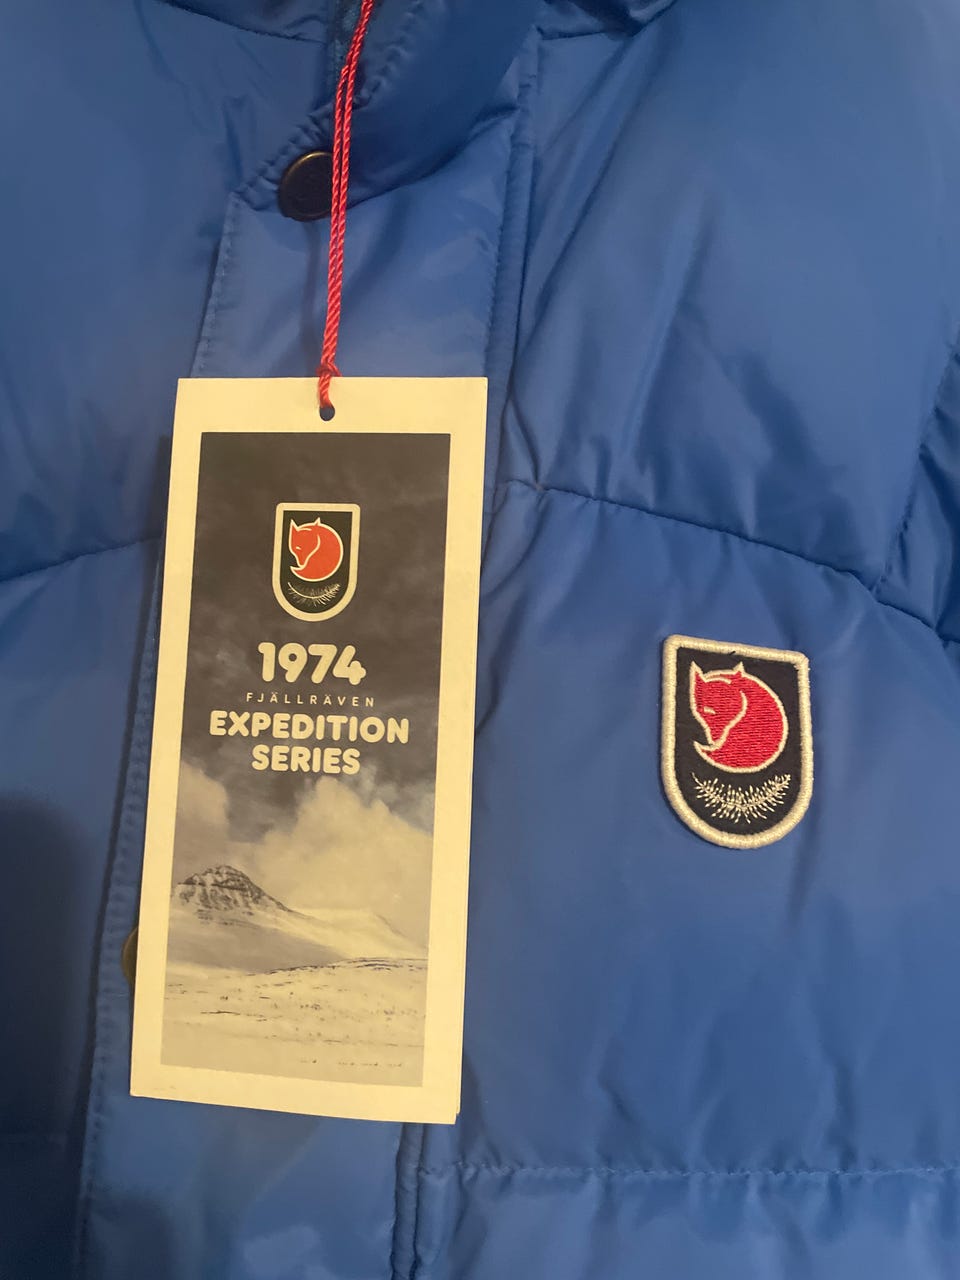 1974
FJÄLLRÄVEN
EXPEDITION
SERIES